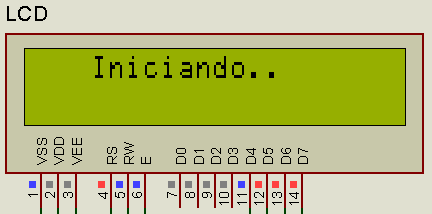 LCD
Iniciando..
VSS VDD VEE RS RW E D0 D1 D2 D3 D4 D5 D6 D7
1 2 3 4 5 6 7 8 9 10 11 12 13 14